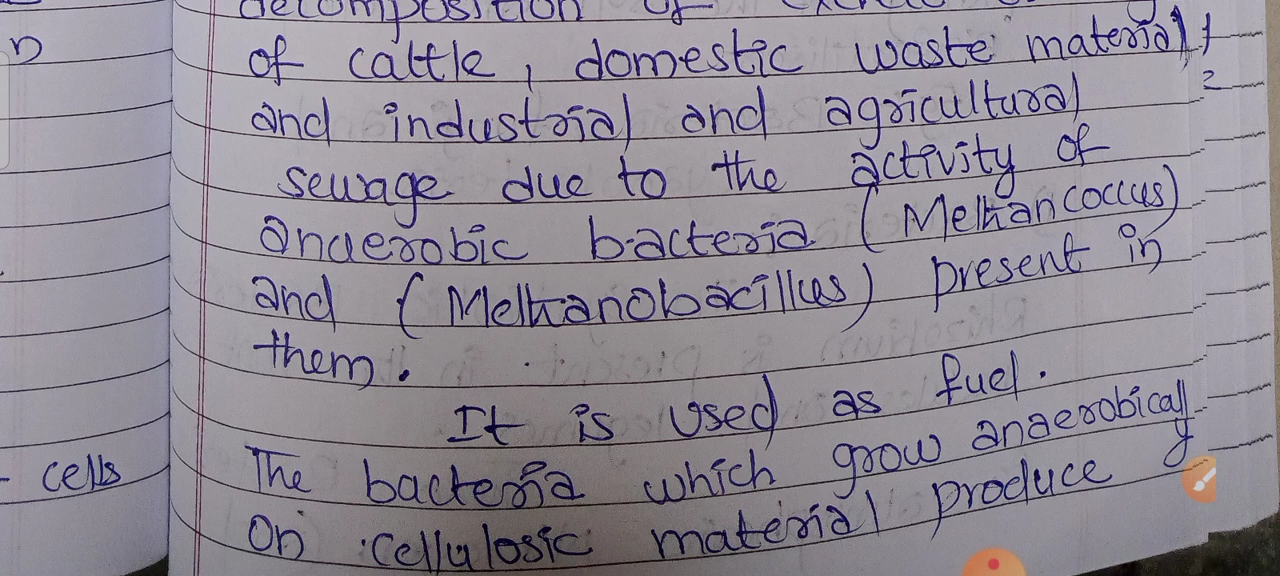 n
decomposition of
of cattle, domestic waste material,
and industrial and agricultural
sewage due to the activity of
anaerobic bacteria (Methancoccus)
and (Methanobacillus) present in
them.
It is used as fuel.
- cells
The bacteria which grow anaerobically
On cellulosic material produce